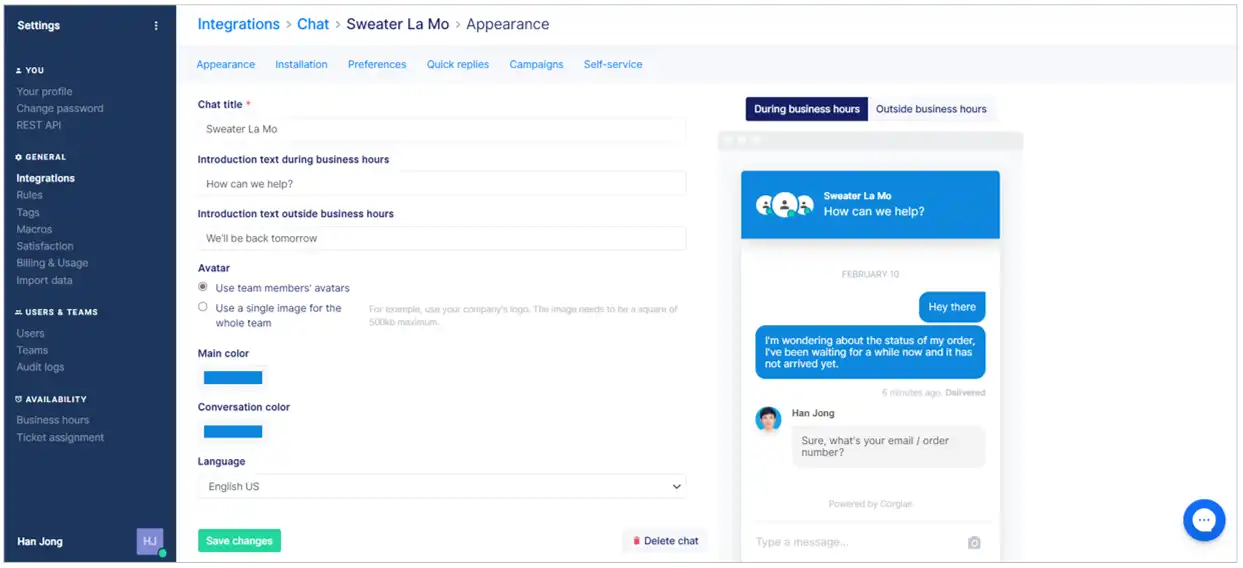 Settings
YOU
Your profile
Change password
REST API
GENERAL
Integrations
Rules
Tags
Macros
Satisfaction
Billing & Usage
Import data
USERS & TEAMS
Users
Teams
Audit logs
AVAILABILITY
Business hours
Ticket assignment
Han Jong
HJ
Integrations > Chat > Sweater La Mo > Appearance
Appearance Installation Preferences Quick replies Campaigns Self-service
Chat title *
Sweater La Mo
Introduction text during business hours
How can we help?
Introduction text outside business hours
We'll be back tomorrow
Avatar
Use team members' avatars
Use a single image for the
whole team
For example, use your company's logo. The image needs to be a square of
500kb maximum.
Main color
Conversation color
Language
English US
Save changes
Delete chat
During business hours Outside business hours
Sweater La Mo
How can we help?
FEBRUARY 10
Hey there
I'm wondering about the status of my order,
I've been waiting for a while now and it has
not arrived yet.
6 minutes ago. Delivered
Han Jong
Sure, what's your email / order
number?
Powered by
Type a message...